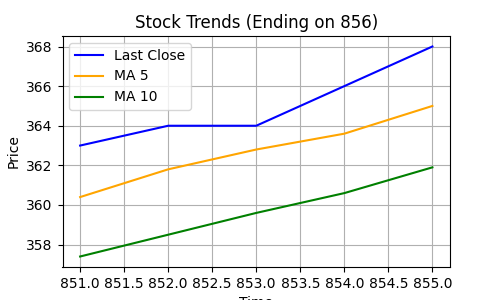 Stock Trends (Ending on 856)
368
366
364
362
360
358
Price
Last Close
MA 5
MA 10
851.0 851.5 852.0 852.5 853.0 853.5 854.0 854.5 855.0
Time